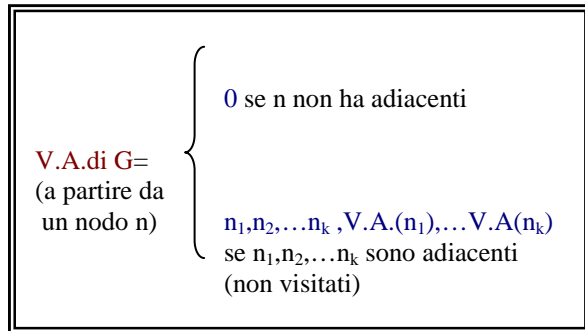 0 se n non ha adiacenti
V.A.di G=
(a partire da
un nodo n)
n1,n2,…nk ,V.A.(n1),…V.A(nk)
se n1,n2,…nk sono adiacenti
(non visitati)